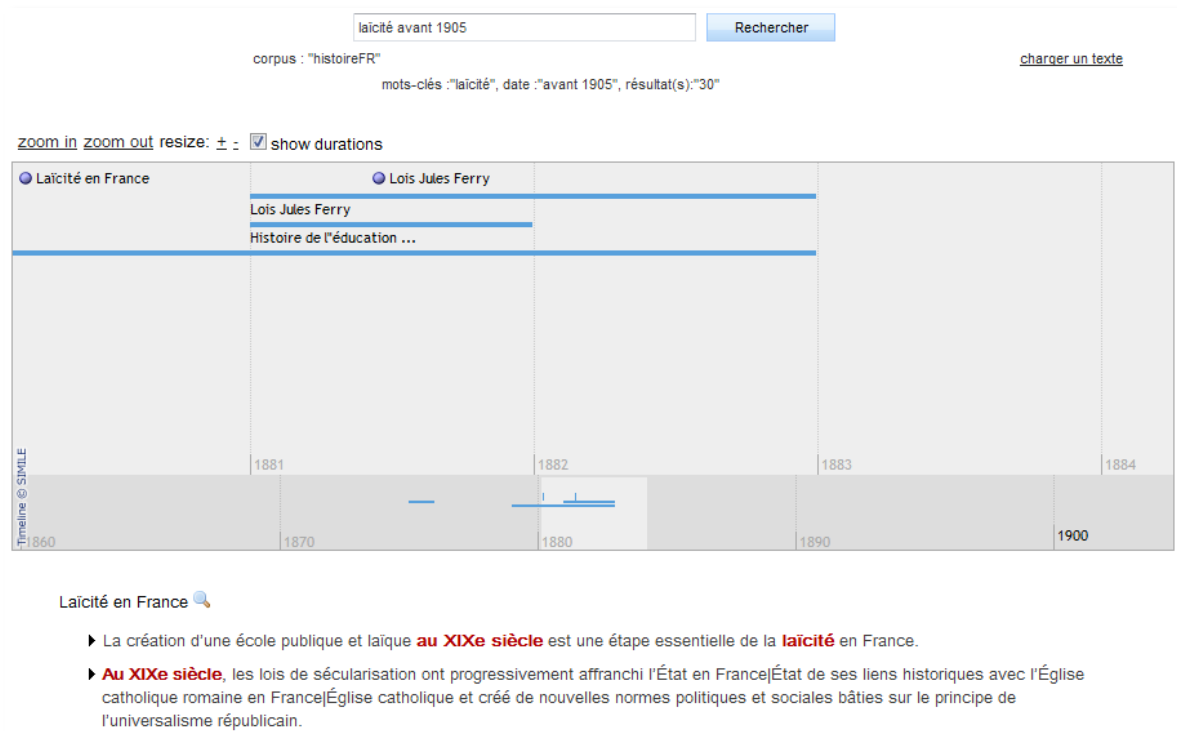 laïcité avant 1905 Rechercher
corpus : "histoireFR" charger un texte
mots-clés :"laïcité", date :"avant 1905", résultat(s):"30"
zoom in zoom out resize: + - show durations
Laïcité en France Lois Jules Ferry
Lois Jules Ferry
Histoire de l''éducation ...
1881 1882 1883 1884
Timeline © SIMILE
1860 1870 1880 1890 1900
Laïcité en France
La création d'une école publique et laïque au XIXe siècle est une étape essentielle de la laïcité en France.
Au XIXe siècle, les lois de sécularisation ont progressivement affranchi l'État en France|État de ses liens historiques avec l'Église
catholique romaine en France|Église catholique et créé de nouvelles normes politiques et sociales bâties sur le principe de
l'universalisme républicain.